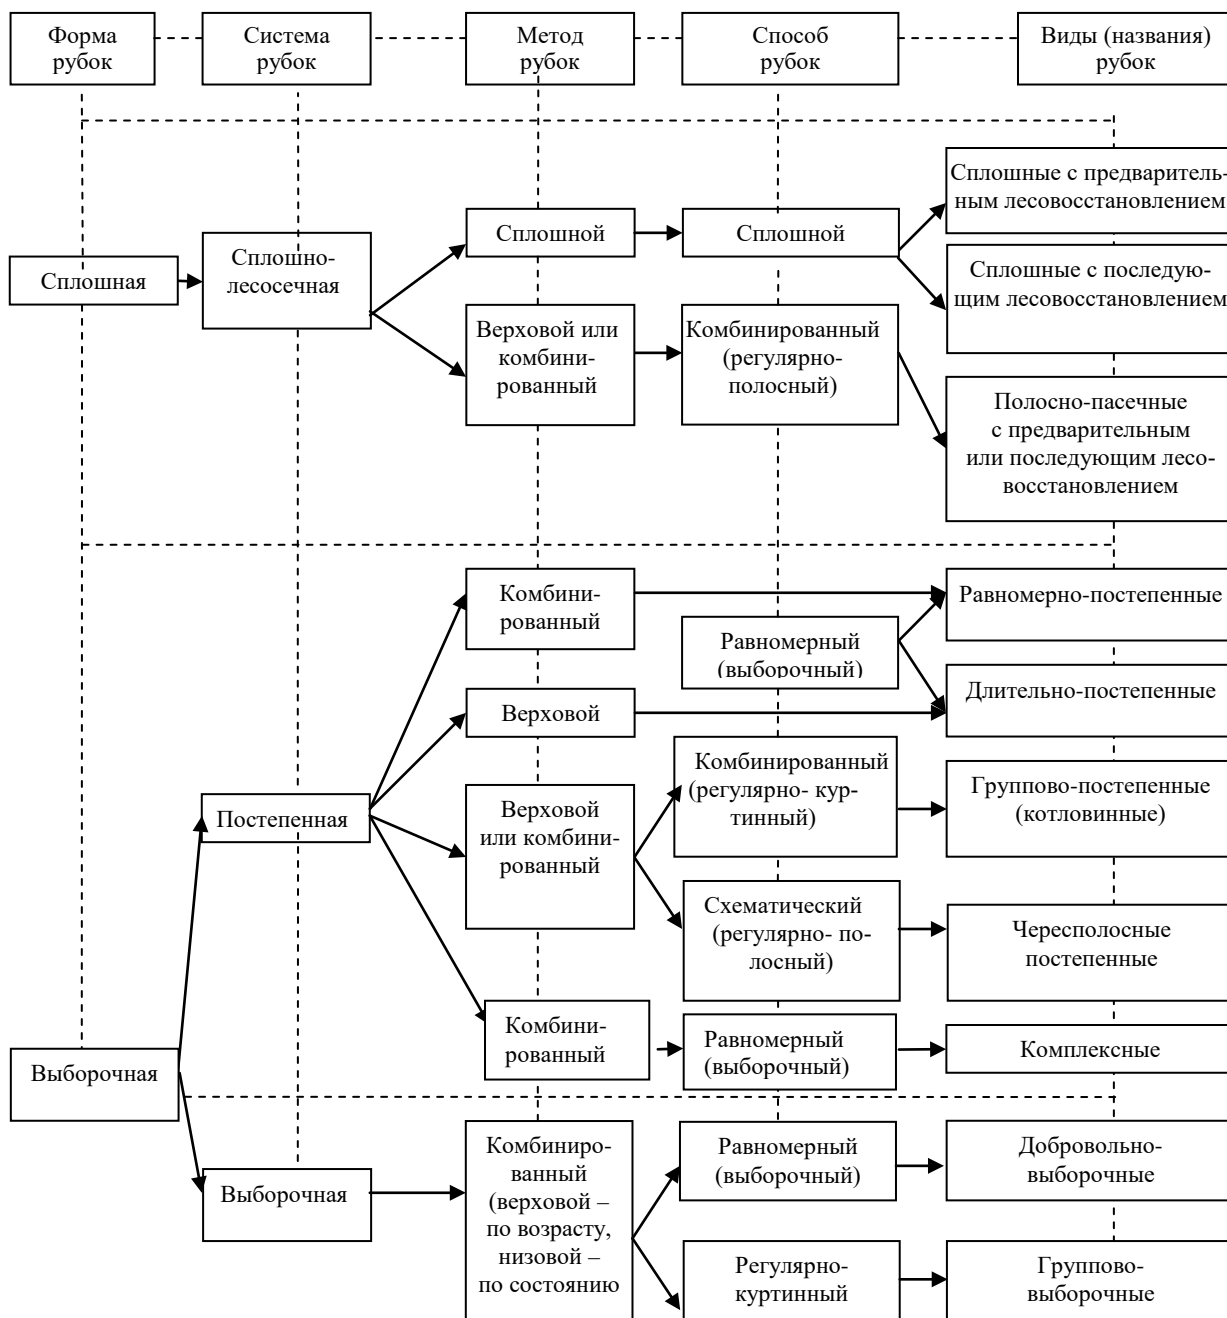 Форма
рубок
Система
рубок
Метод
рубок
Способ
рубок
Виды (названия)
рубок
Сплошная
Сплошно-
лесосечная
Сплошной
Сплошной
Сплошные с предваритель-
ным лесовосстановлением
Сплошные с последую-
щим лесовосстановлением
Верховой или
комбини-
рованный
Комбинированный
(регулярно-
полосный)
Полосно-пасечные
с предварительным
или последующим лесо-
восстановлением
Комбини-
рованный
Равномерный
(выборочный)
Равномерно-постепенные
Верховой
Длительно-постепенные
Постепенная
Верховой
или комбини-
рованный
Комбинированный
(регулярно- кур-
тинный)
Группово-постепенные
(котловинные)
Схематический
(регулярно- по-
лосный)
Чересполосные
постепенные
Комбини-
рованный
Равномерный
(выборочный)
Комплексные
Выборочная
Выборочная
Комбиниро-
ванный
(верховой –
по возрасту,
низовой –
по состоянию
Равномерный
(выборочный)
Добровольно-
выборочные
Регулярно-
куртинный
Группово-
выборочные